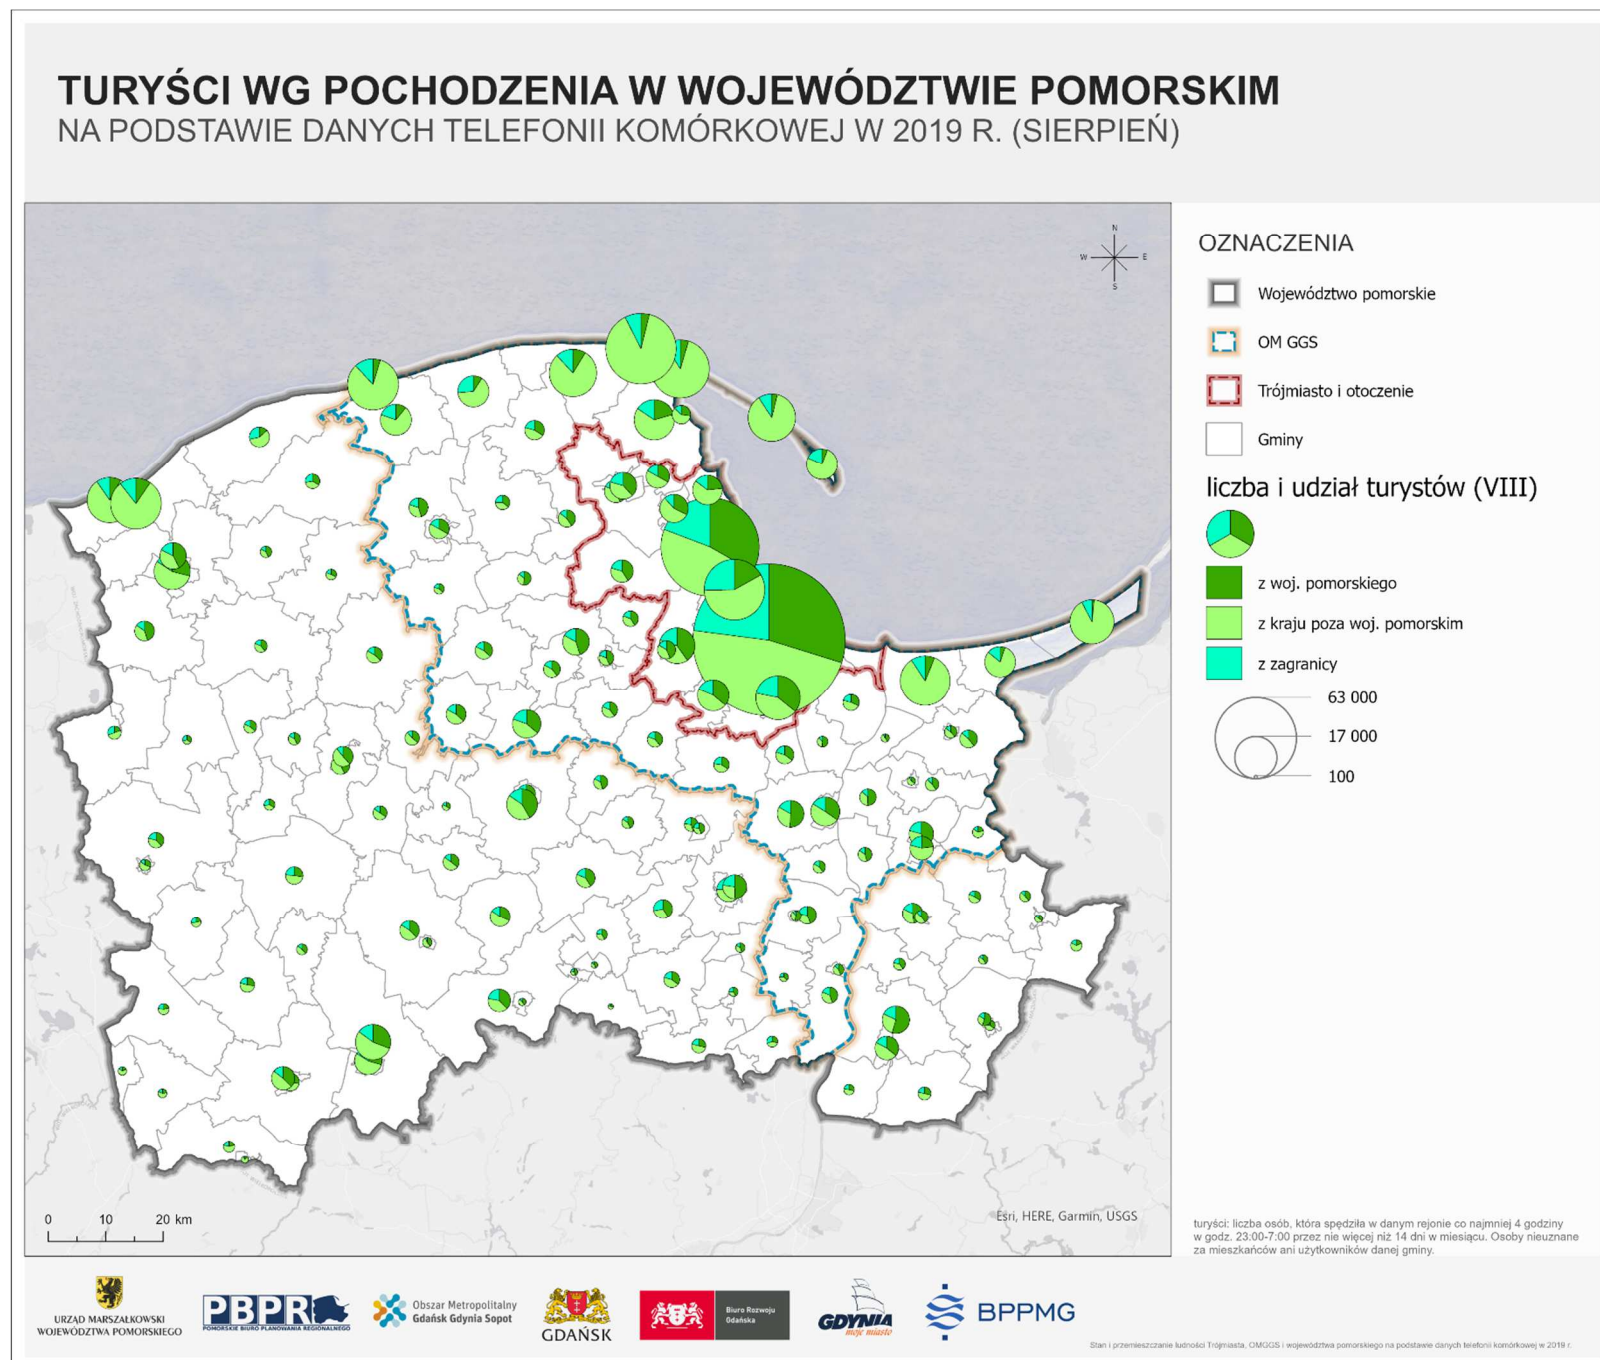 TURYŚCI WG POCHODZENIA W WOJEWÓDZTWIE POMORSKIM
NA PODSTAWIE DANYCH TELEFONII KOMÓRKOWEJ W 2019 R. (SIERPIEŃ)
N
W E
S
OZNACZENIA
Województwo pomorskie
OM GGS
Trójmiasto i otoczenie
Gminy
liczba i udział turystów (VIII)
z woj. pomorskiego
z kraju poza woj. pomorskim
z zagranicy
63 000
17 000
100
0 10 20 km
Esri, HERE, Garmin, USGS
turyści: liczba osób, która spędziła w danym rejonie co najmniej 4 godziny
w godz. 23:00-7:00 przez nie więcej niż 14 dni w miesiącu. Osoby nieuznane
za mieszkańców ani użytkowników danej gminy.
URZĄD MARSZAŁKOWSKI
WOJEWÓDZTWA POMORSKIEGO
PBPR
POMORSKIE BIURO PLANOWANIA REGIONALNEGO
Obszar Metropolitalny
Gdańsk Gdynia Sopot
GDAŃSK
Biuro Rozwoju
Gdańska
GDYNIA
moje miasto
BPPMG
Stan i przemieszczanie ludności Trójmiasta, OMGGS i województwa pomorskiego na podstawie danych telefonii komórkowej w 2019 r.